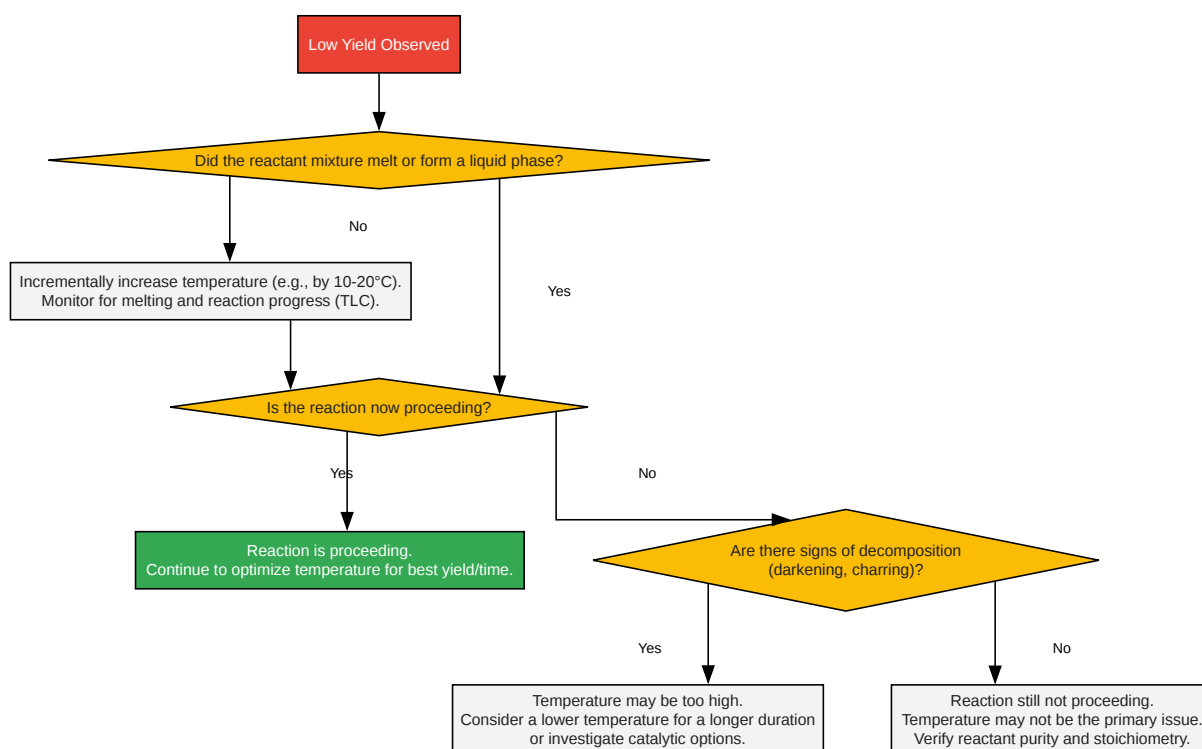 Low Yield Observed
Did the reactant mixture melt or form a liquid phase?
No
Incrementally increase temperature (e.g., by 10-20°C).
Monitor for melting and reaction progress (TLC).
Yes
Is the reaction now proceeding?
Yes
No
Reaction is proceeding.
Continue to optimize temperature for best yield/time.
Are there signs of decomposition
(darkening, charring)?
Yes
No
Temperature may be too high.
Consider a lower temperature for a longer duration
or investigate catalytic options.
Reaction still not proceeding.
Temperature may not be the primary issue.
Verify reactant purity and stoichiometry.